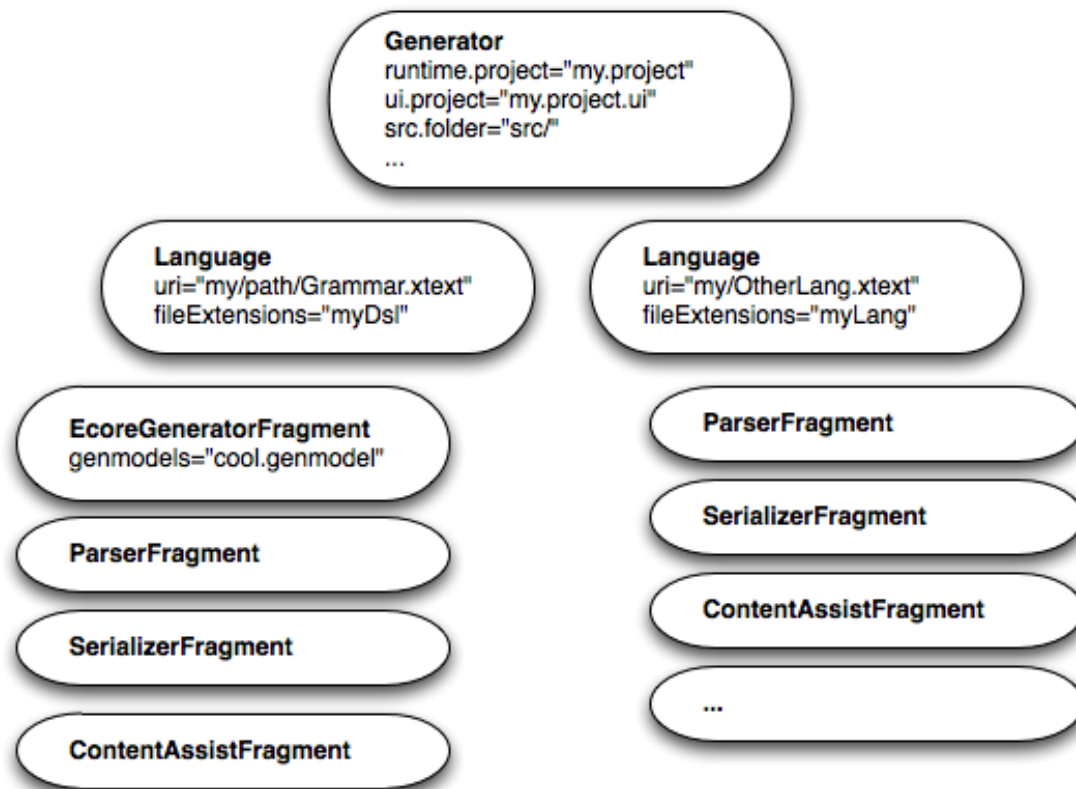 Generator
runtime.project="my.project"
ui.project="my.project.ui"
src.folder="src/"
...
Language
uri="my/path/Grammar.xtext"
fileExtensions="myDsl"
Language
uri="my/OtherLang.xtext"
fileExtensions="myLang"
EcoreGeneratorFragment
genmodels="cool.genmodel"
ParserFragment
SerializerFragment
ContentAssistFragment
ParserFragment
SerializerFragment
ContentAssistFragment
...